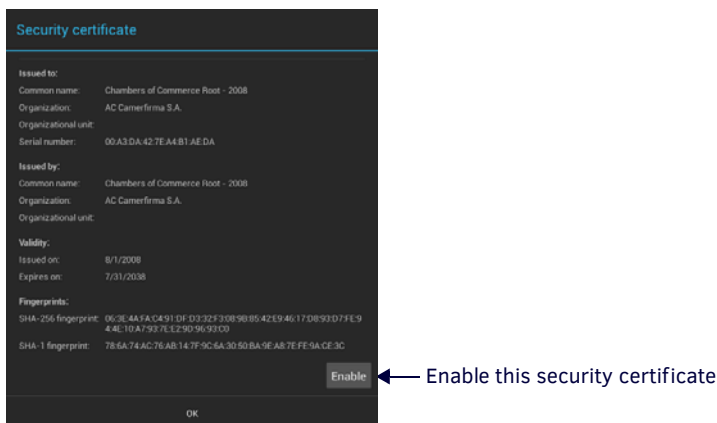 Security certificate
Issued to:
Common name: Chambers of Commerce Root - 2008
Organization: AC Camerfirma S.A.
Organizational unit:
Serial number: 00:A3:DA:42:7E:A4:B1:AE:DA
Issued by:
Common name: Chambers of Commerce Root - 2008
Organization: AC Camerfirma S.A.
Organizational unit:
Validity:
Issued on: 8/1/2008
Expires on: 7/31/2038
Fingerprints:
SHA-256 fingerprint: 06:3E:4A:FA:C4:91:DF:D3:32:F3:08:9B:85:42:E9:46:17:D8:93:D7:FE:9
4:4E:10:A7:93:7E:E2:9D:96:93:C0
SHA-1 fingerprint: 78:6A:74:AC:76:AB:14:7F:9C:6A:30:50:BA:9E:A8:7E:FE:9A:CE:3C
Enable
Enable this security certificate
OK